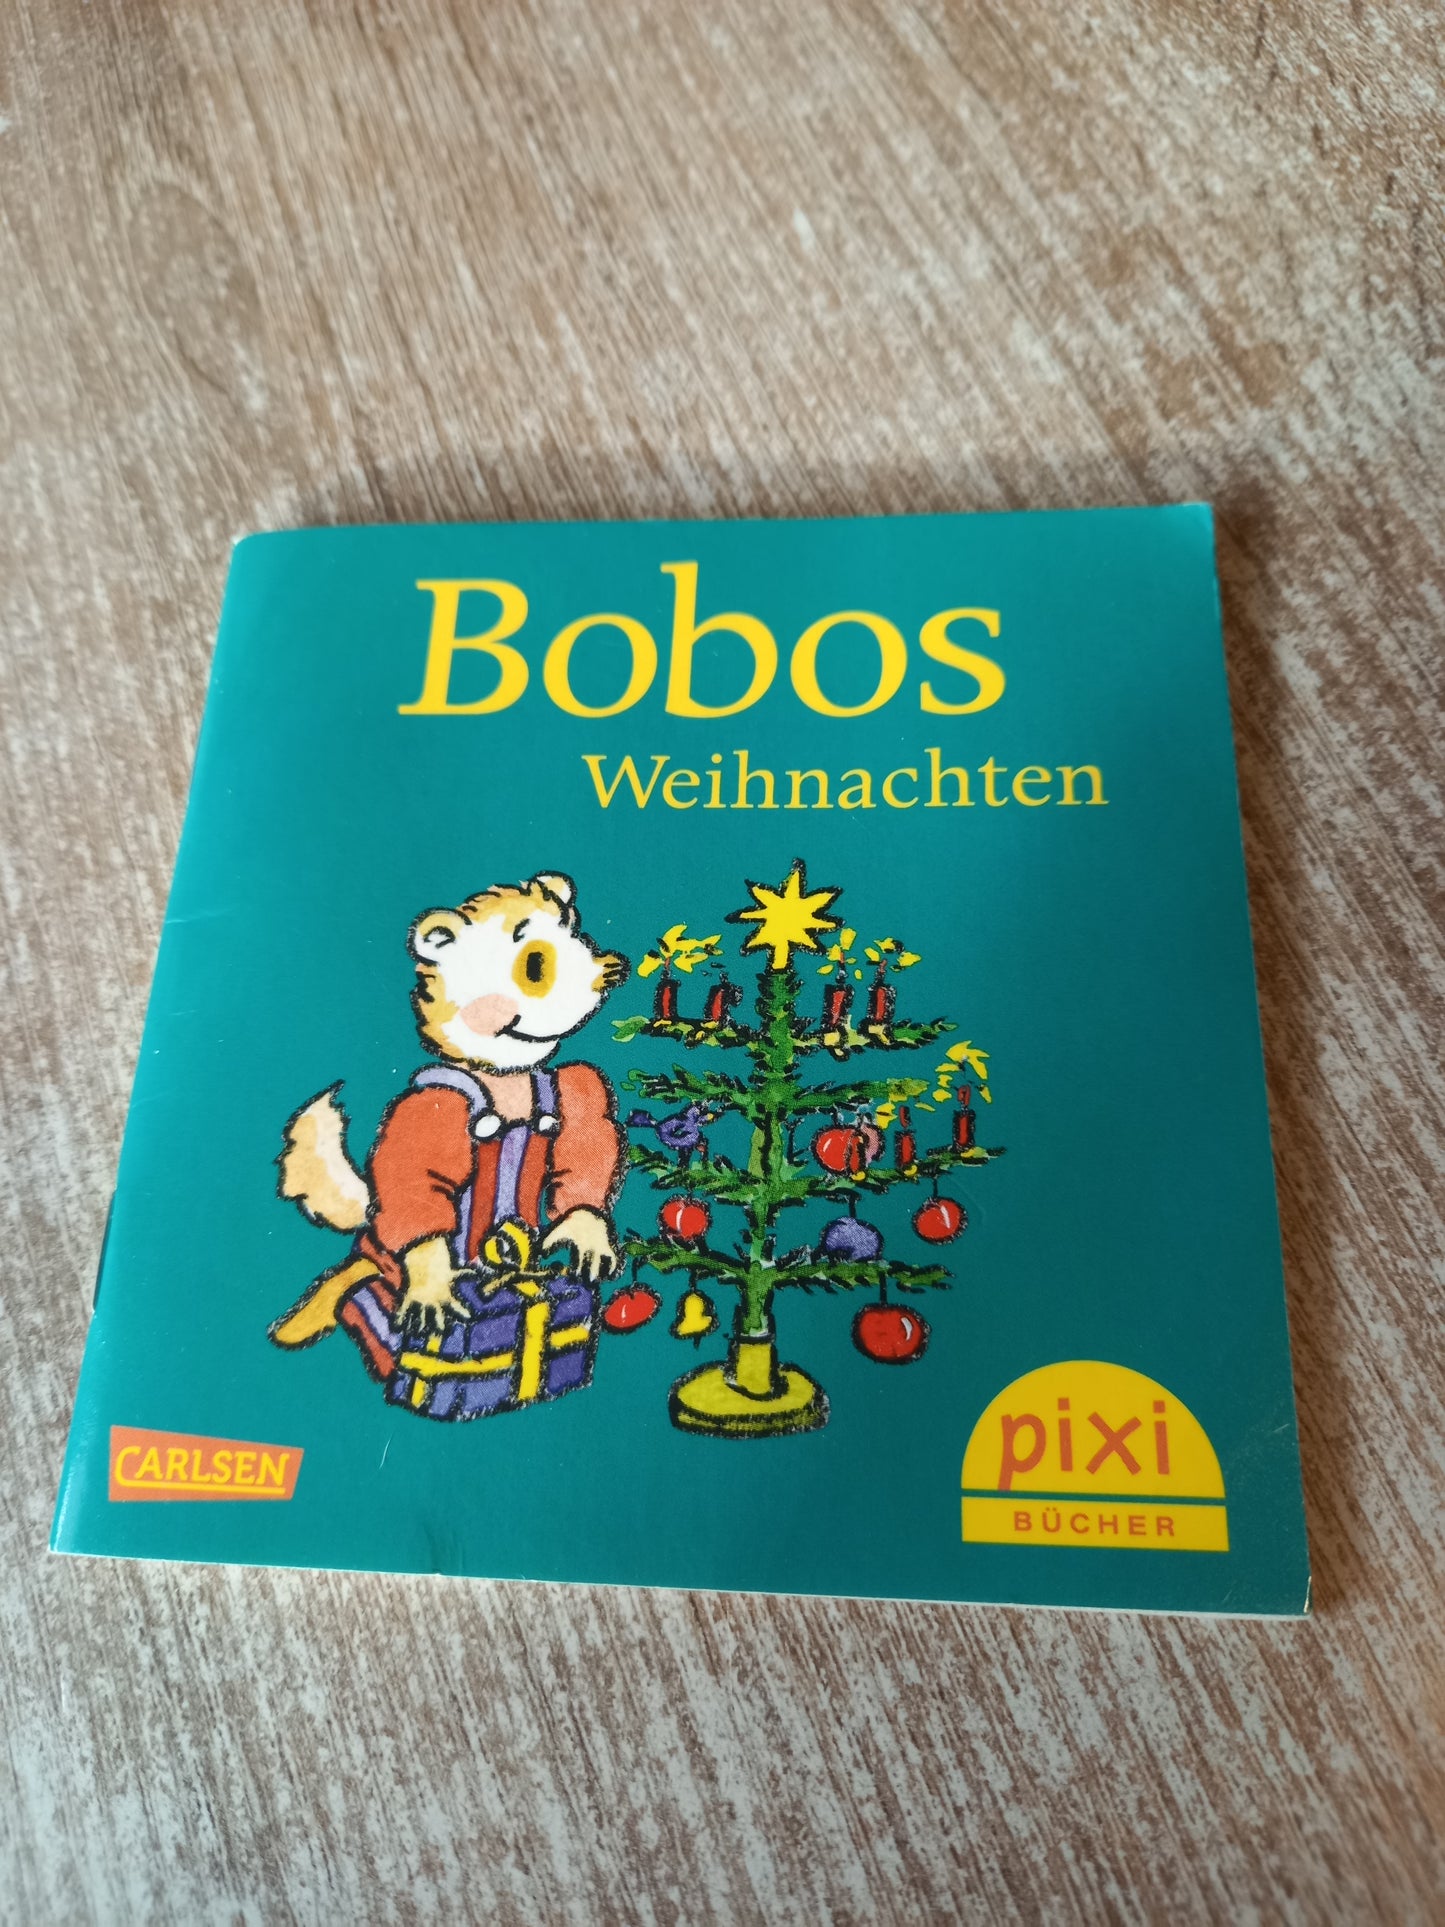 Bobos
Weihnachten
CARLSEN
pixi
BÜCHER